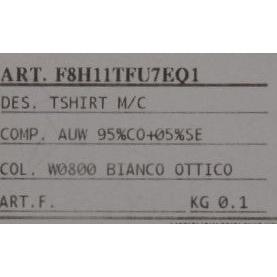 ART. F8H11TFU7EQ1
DES. TSHIRT M/C
COMP. AUW 95%CO+05%SE
COL. W0800 BIANCO OTTICO
ART.F. KG 0.1